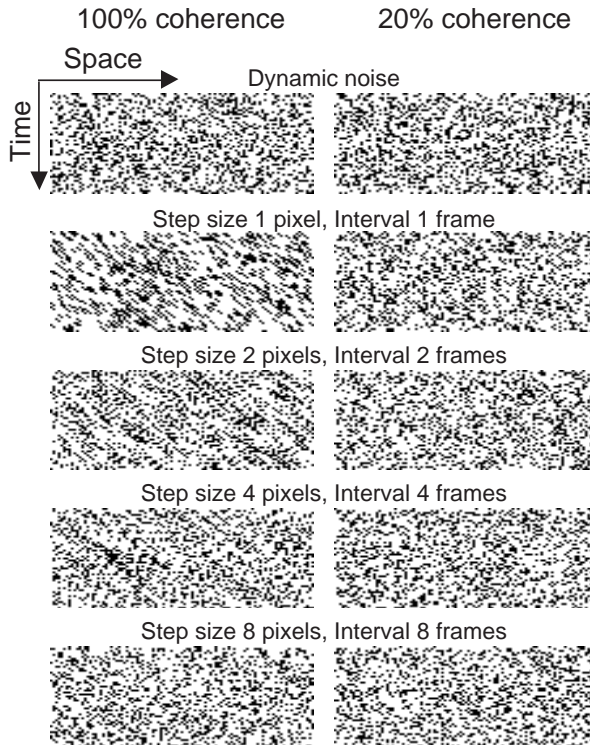 100% coherence 20% coherence
Space
Dynamic noise
Time
Step size 1 pixel, Interval 1 frame
Step size 2 pixels, Interval 2 frames
Step size 4 pixels, Interval 4 frames
Step size 8 pixels, Interval 8 frames